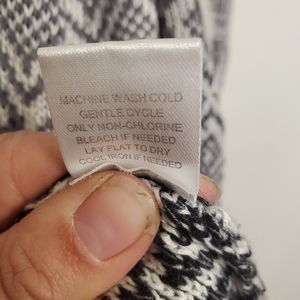 MACHINE WASH COLD
GENTLE CYCLE
ONLY NON-CHLORINE
BLEACH IF NEEDED
LAY FLAT TO DRY
COOL IRON IF NEEDED